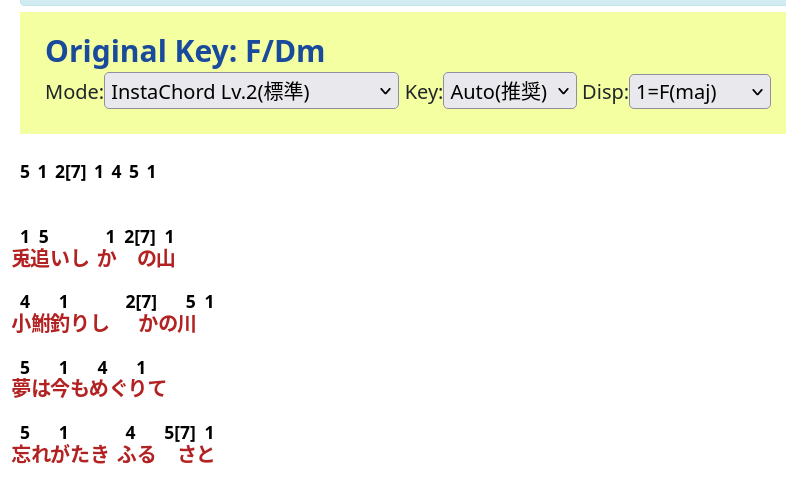 Original Key: F/Dm
Mode: InstaChord Lv.2(標準) Key: Auto(推奨) Disp: 1=F(maj)
5 1 2[7] 1 4 5 1
1 5 1 2[7] 1
兎追いし か の山
4 1 2[7] 5 1
小鮒釣りし かの川
5 1 4 1
夢は今もめぐりて
5 1 4 5[7] 1
忘れがたき ふる さと